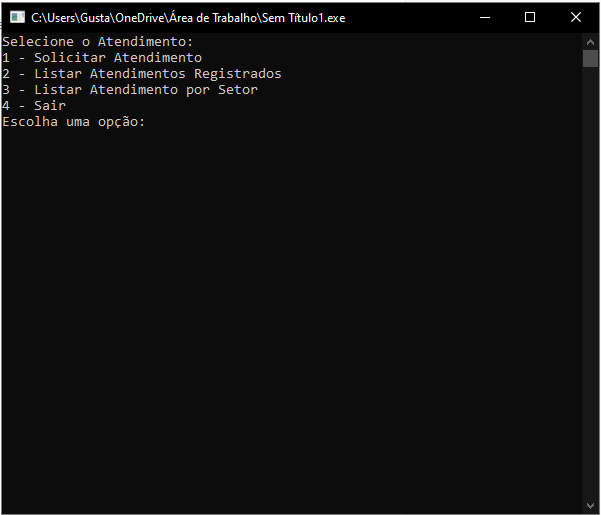 C:\Users\Gusta\OneDrive\Área de Trabalho\Sem Título1.exe
Selecione o Atendimento:
1 - Solicitar Atendimento
2 - Listar Atendimentos Registrados
3 - Listar Atendimento por Setor
4 - Sair
Escolha uma opção: